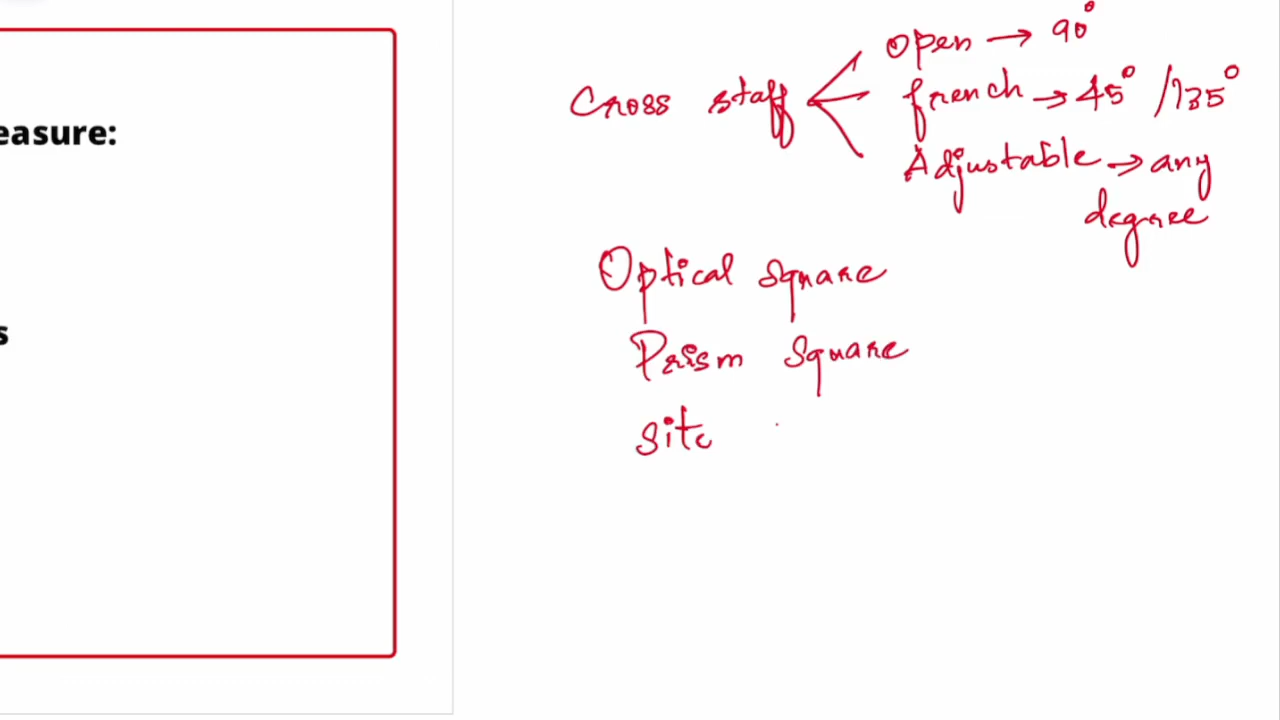 easure:
s
Cross staff
Open → 90°
french → 45° /135°
Adjustable → any
degree
Optical Square
Prism Square
Site